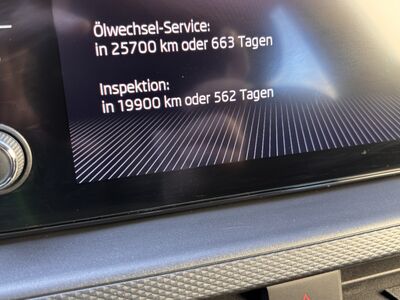 Ölwechsel-Service:
in 25700 km oder 663 Tagen
Inspektion:
in 19900 km oder 562 Tagen